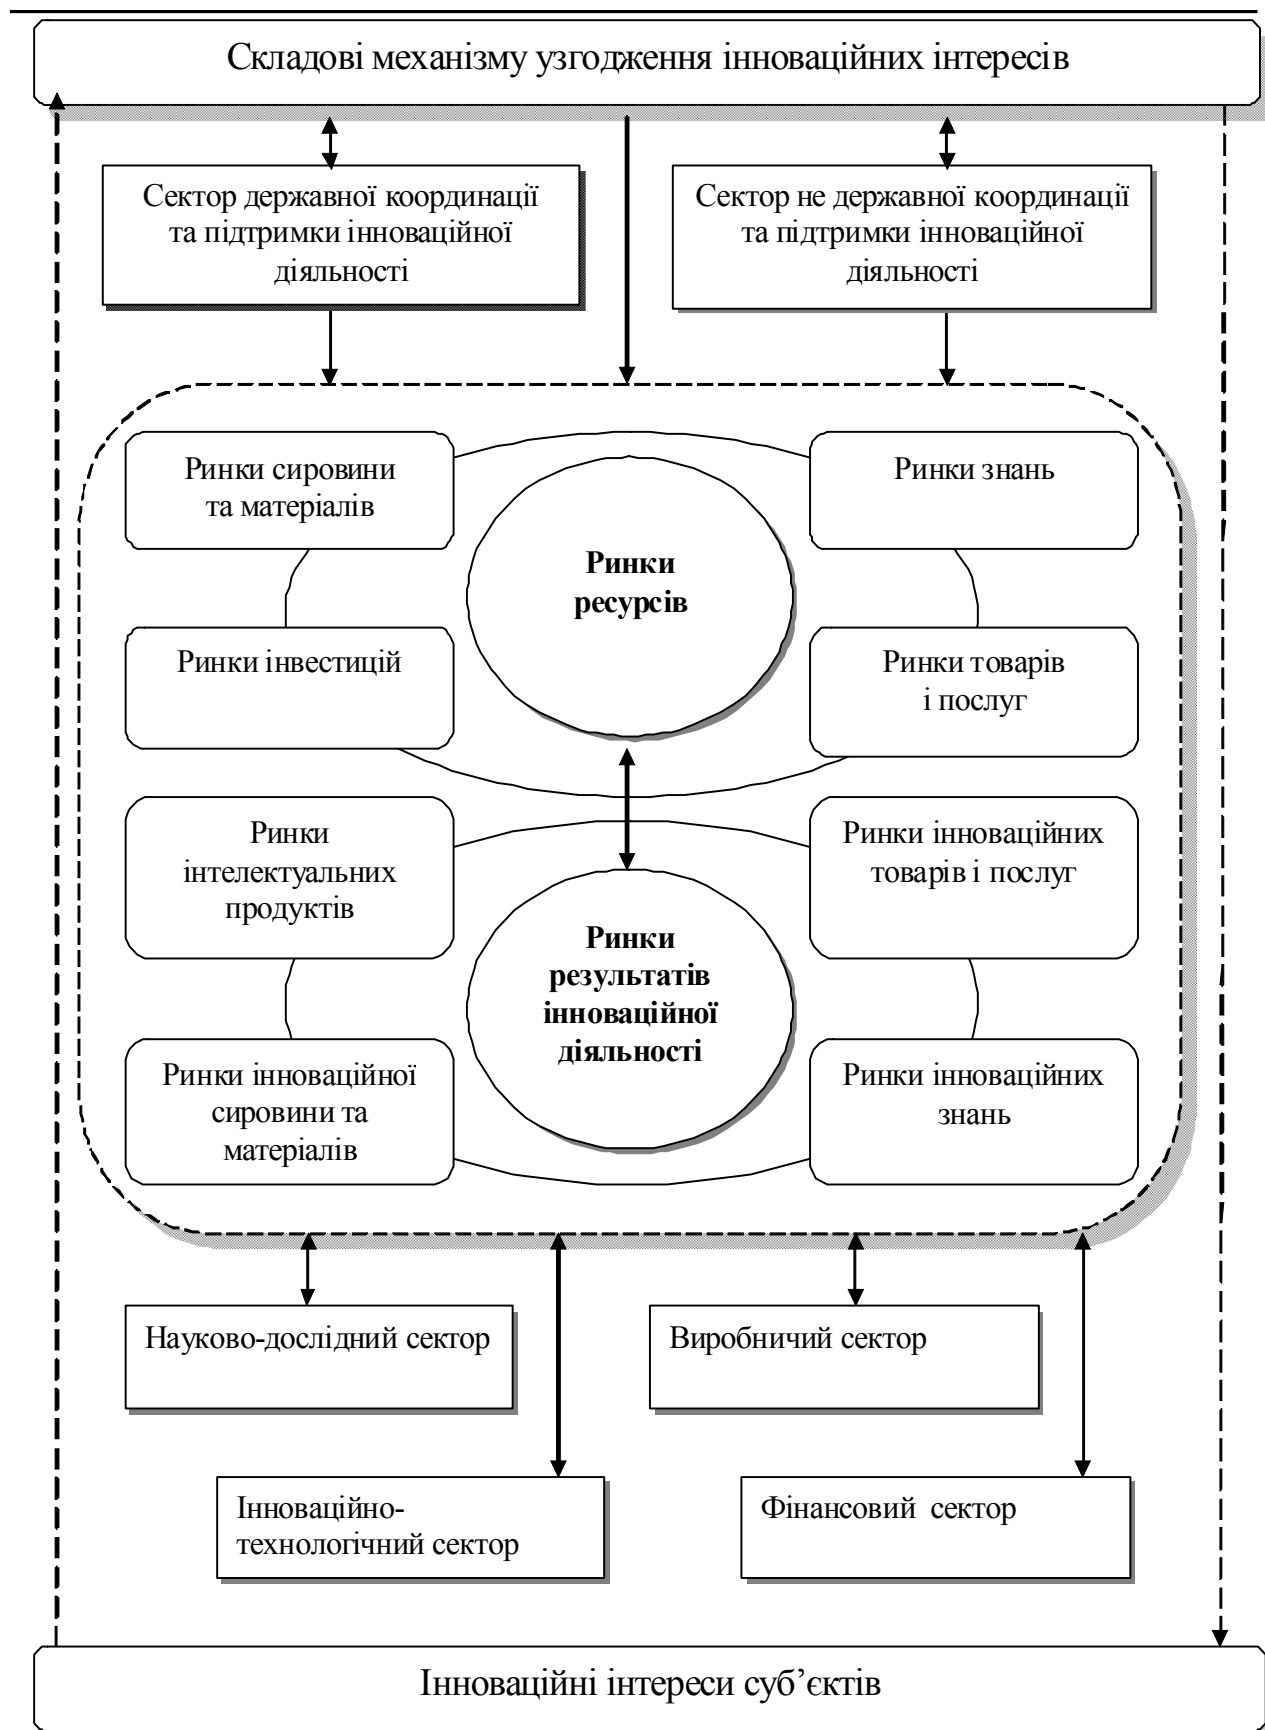 Складові механізму узгодження інноваційних інтересів
Сектор державної координації
та підтримки інноваційної
діяльності
Сектор не державної координації
та підтримки інноваційної
діяльності
Ринки сировини
та матеріалів
Ринки знань
Ринки
ресурсів
Ринки інвестицій
Ринки товарів
і послуг
Ринки
інтелектуальних
продуктів
Ринки інноваційних
товарів і послуг
Ринки
результатів
інноваційної
діяльності
Ринки інноваційної
сировини та
матеріалів
Ринки інноваційних
знань
Науково-дослідний сектор
Виробничий сектор
Інноваційно-
технологічний сектор
Фінансовий сектор
Інноваційні інтереси суб’єктів